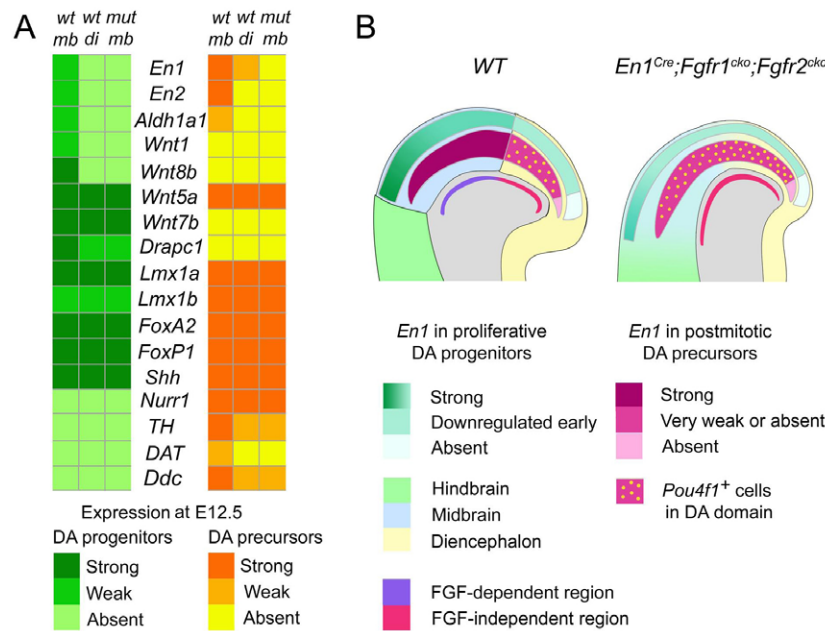 A
wt wt mut
mb di mb
wt wt mut
mb di mb
En1
En2
Aldh1a1
Wnt1
Wnt8b
Wnt5a
Wnt7b
Drapc1
Lmx1a
Lmx1b
FoxA2
FoxP1
Shh
Nurr1
TH
DAT
Ddc
Expression at E12.5
DA progenitors
Strong
Weak
Absent
DA precursors
Strong
Weak
Absent
B
WT
En1Cre;Fgfr1cko;Fgfr2cko
En1 in proliferative
DA progenitors
Strong
Downregulated early
Absent
Hindbrain
Midbrain
Diencephalon
FGF-dependent region
FGF-independent region
En1 in postmitotic
DA precursors
Strong
Very weak or absent
Absent
Pou4f1+ cells
in DA domain